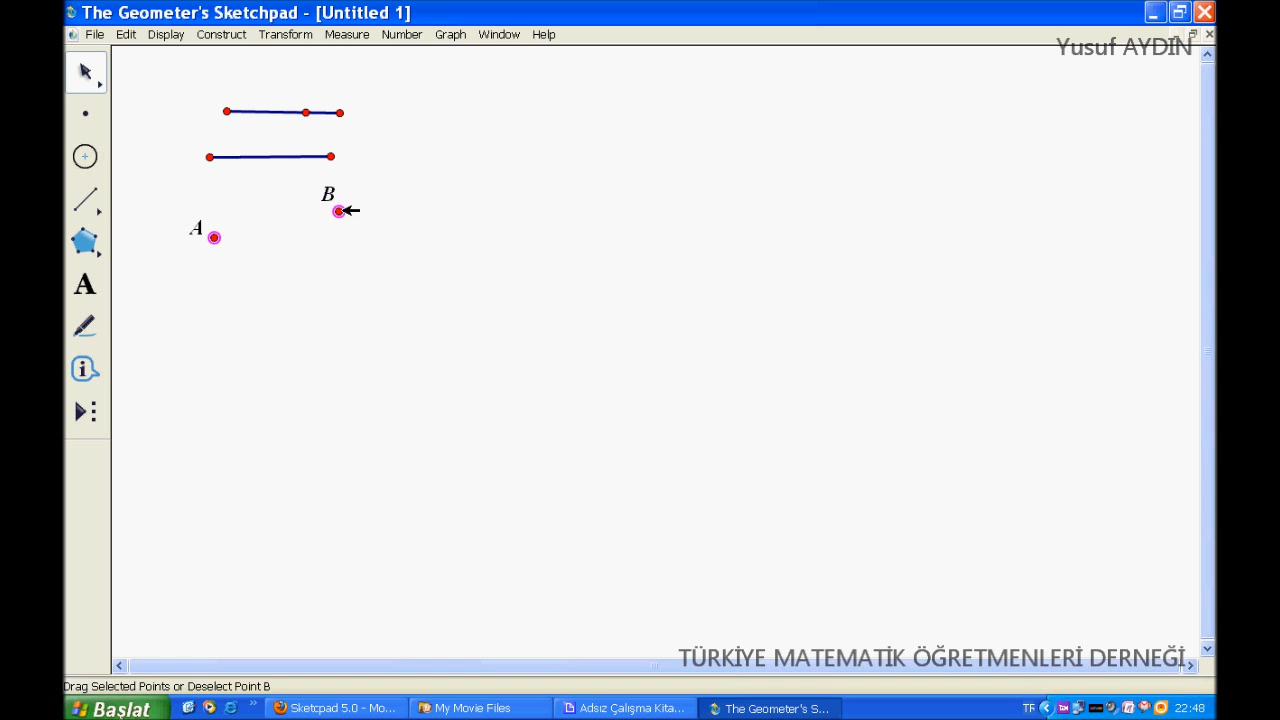 The Geometer's Sketchpad - [Untitled 1]
File Edit Display Construct Transform Measure Number Graph Window Help
Yusuf AYDIN
B
A
A
i
TÜRKİYE MATEMATİK ÖĞRETMENLERİ DERNEĞİ
Drag Selected Points or Deselect Point B
Başlat Sketcpad 5.0 - Mo... My Movie Files Adsız Çalışma Kita... The Geometer's S... TR 22:48